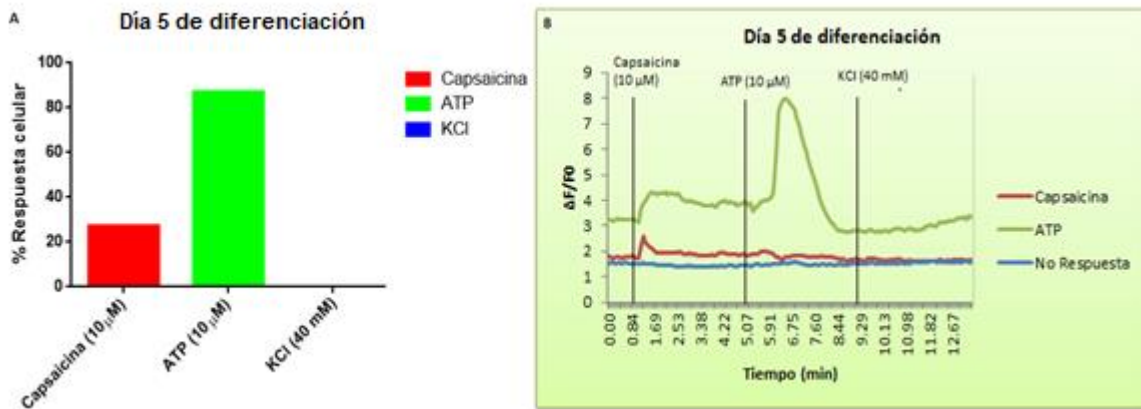 A
Día 5 de diferenciación
% Respuesta celular
100
80
60
40
20
0
Capsaicina (10μM)
ATP (10μM)
KCl (40 mM)
Capsaicina
ATP
KCl
B
Día 5 de diferenciación
Capsaicina
(10 μM)
ATP (10 μM)
KCl (40 mM)
ΔF/F0
9
8
7
6
5
4
3
2
1
0
0.00
0.84
1.69
2.53
3.38
4.22
5.07
5.91
6.75
7.60
8.44
9.29
10.13
10.98
11.82
12.67
Tiempo (min)
Capsaicina
ATP
No Respuesta